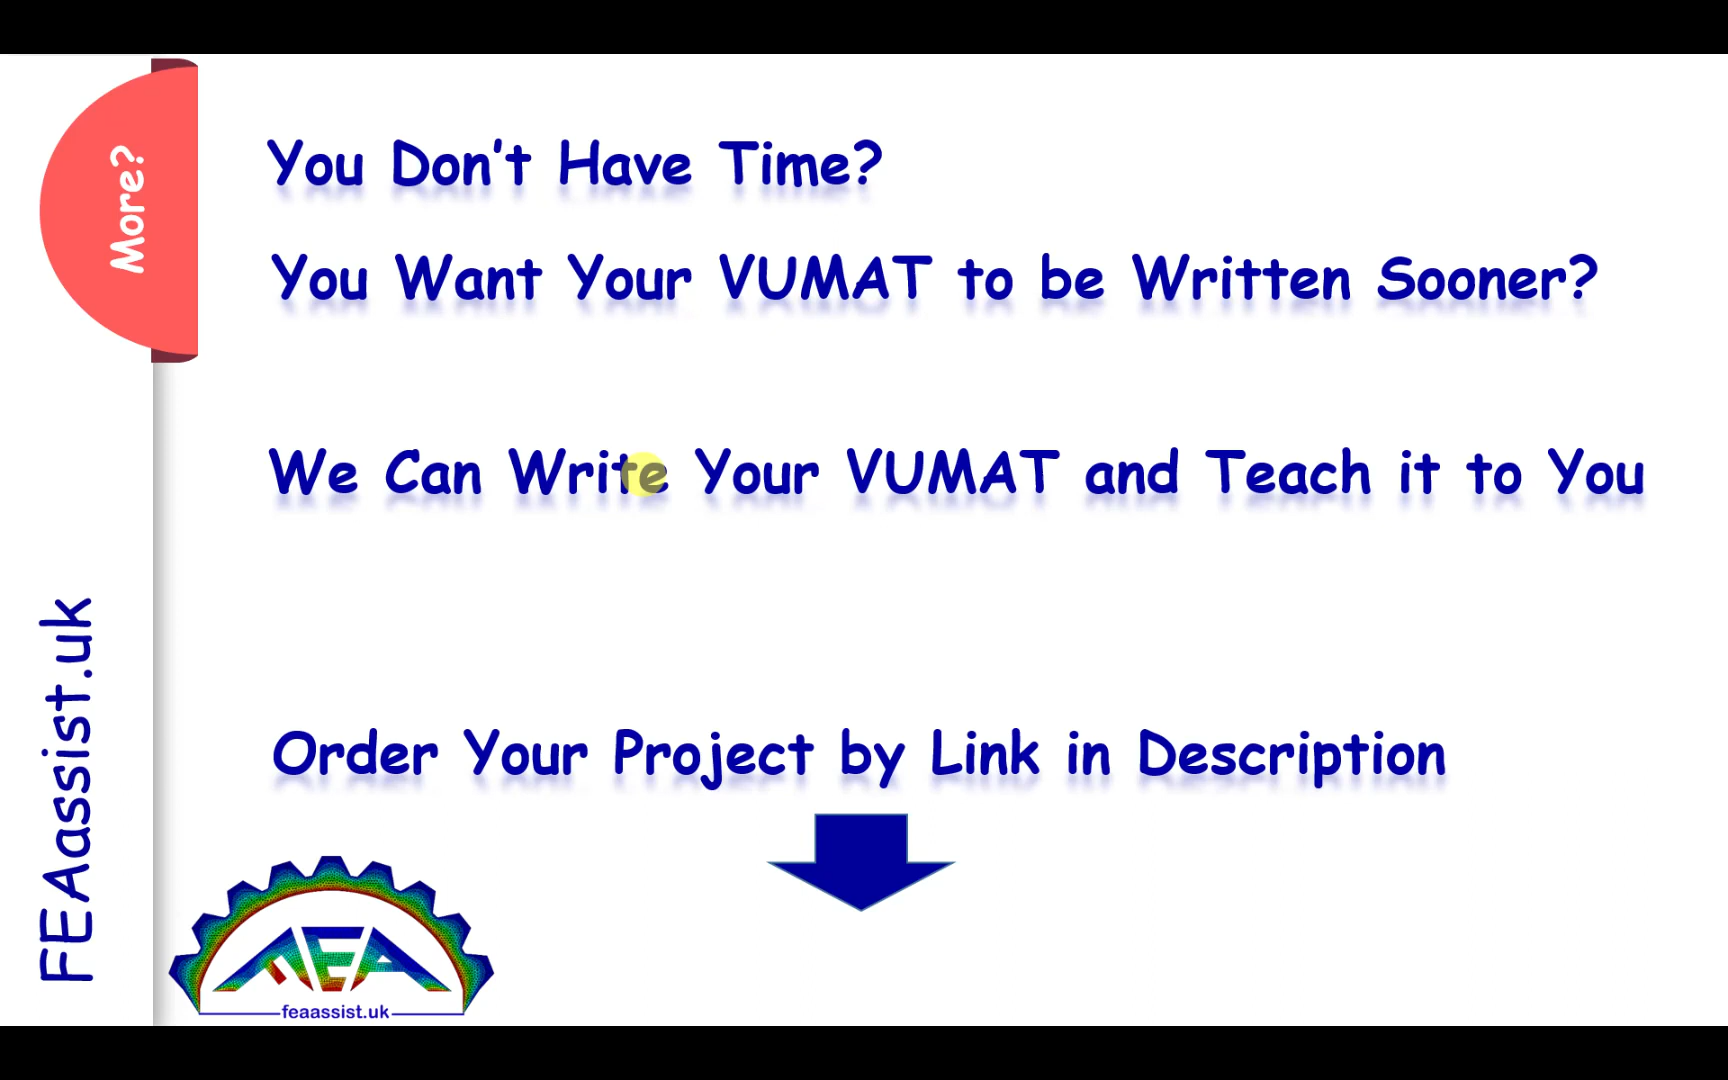 More?
You Don't Have Time?
You Want Your VUMAT to be Written Sooner?
We Can Write Your VUMAT and Teach it to You
Order Your Project by Link in Description
FEAassist.uk
FEA
feaassist.uk